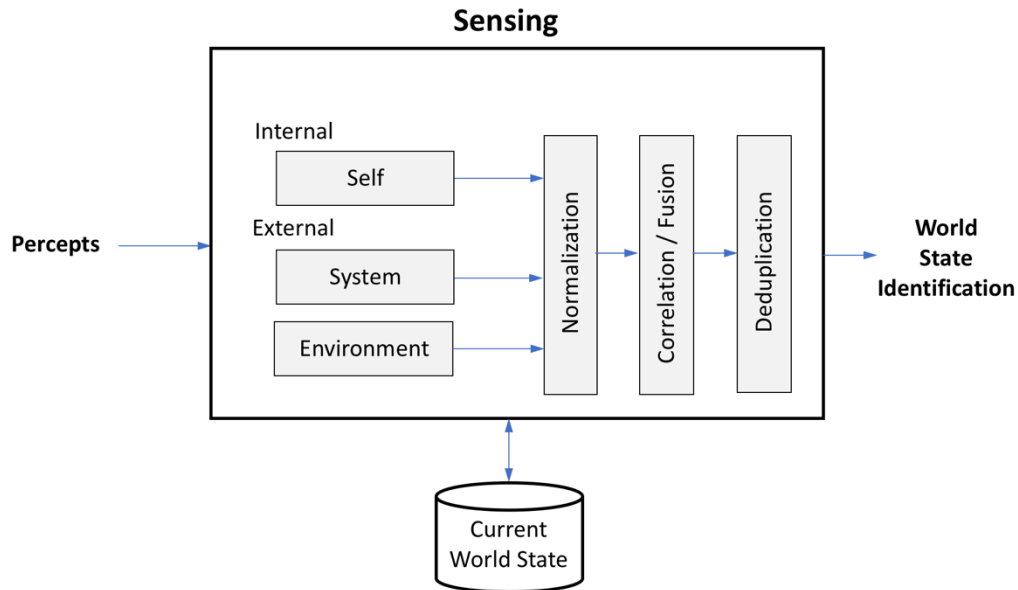 Sensing
Internal
Self
External
System
Environment
Normalization
Correlation / Fusion
Deduplication
Percepts
World
State
Identification
Current
World State